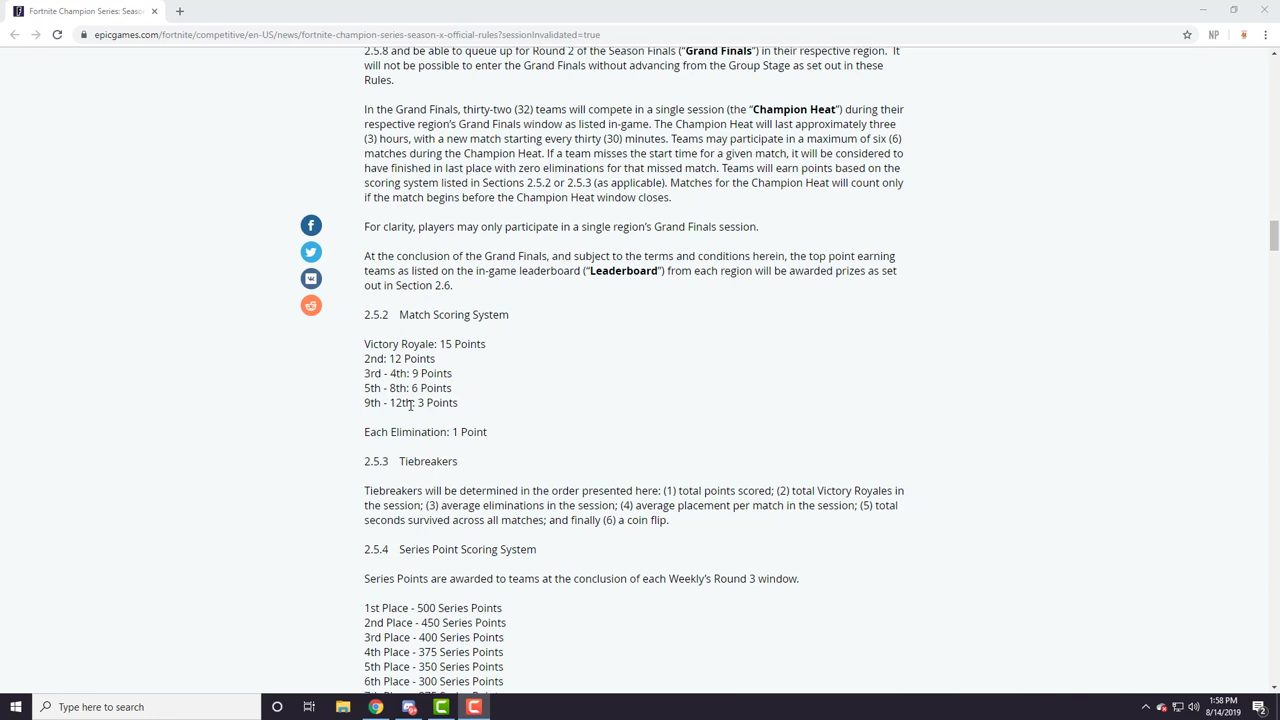 Fortnite Champion Series: Seaso
epicgames.com/fortnite/competitive/en-US/news/fortnite-champion-series-season-x-official-rules?sessionInvalidated=true
NP
2.5.8 and be able to queue up for Round 2 of the Season Finals (“Grand Finals”) in their respective region.  It
will not be possible to enter the Grand Finals without advancing from the Group Stage as set out in these
Rules.
In the Grand Finals, thirty-two (32) teams will compete in a single session (the “Champion Heat”) during their
respective region’s Grand Finals window as listed in-game. The Champion Heat will last approximately three
(3) hours, with a new match starting every thirty (30) minutes. Teams may participate in a maximum of six (6)
matches during the Champion Heat. If a team misses the start time for a given match, it will be considered to
have finished in last place with zero eliminations for that missed match. Teams will earn points based on the
scoring system listed in Sections 2.5.2 or 2.5.3 (as applicable). Matches for the Champion Heat will count only
if the match begins before the Champion Heat window closes.
For clarity, players may only participate in a single region’s Grand Finals session.
At the conclusion of the Grand Finals, and subject to the terms and conditions herein, the top point earning
teams as listed on the in-game leaderboard (“Leaderboard”) from each region will be awarded prizes as set
out in Section 2.6.
2.5.2    Match Scoring System
Victory Royale: 15 Points
2nd: 12 Points
3rd - 4th: 9 Points
5th - 8th: 6 Points
9th - 12th: 3 Points
Each Elimination: 1 Point
2.5.3    Tiebreakers
Tiebreakers will be determined in the order presented here: (1) total points scored; (2) total Victory Royales in
the session; (3) average eliminations in the session; (4) average placement per match in the session; (5) total
seconds survived across all matches; and finally (6) a coin flip.
2.5.4    Series Point Scoring System
Series Points are awarded to teams at the conclusion of each Weekly’s Round 3 window.
1st Place - 500 Series Points
2nd Place - 450 Series Points
3rd Place - 400 Series Points
4th Place - 375 Series Points
5th Place - 350 Series Points
6th Place - 300 Series Points
Type here to search
1:58 PM
8/14/2019
2